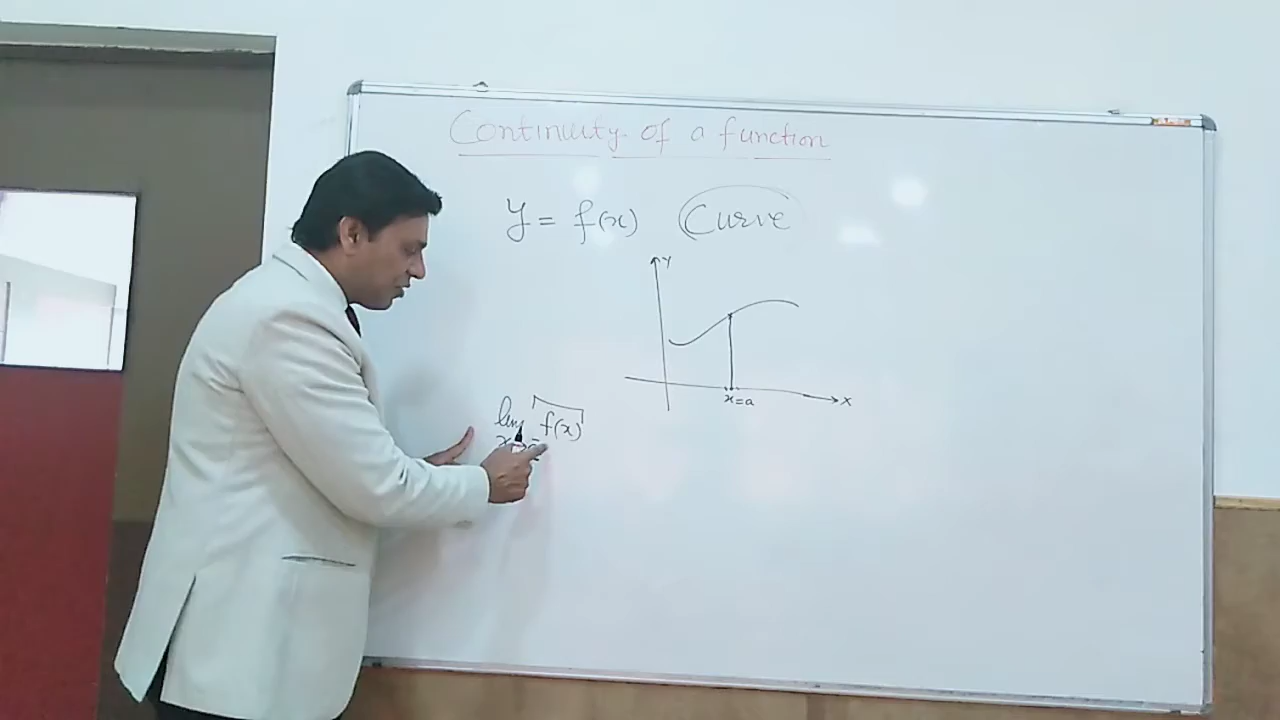 Continuity of a function
y = f(x) Curve
Y
x=a
X
lim f(x)